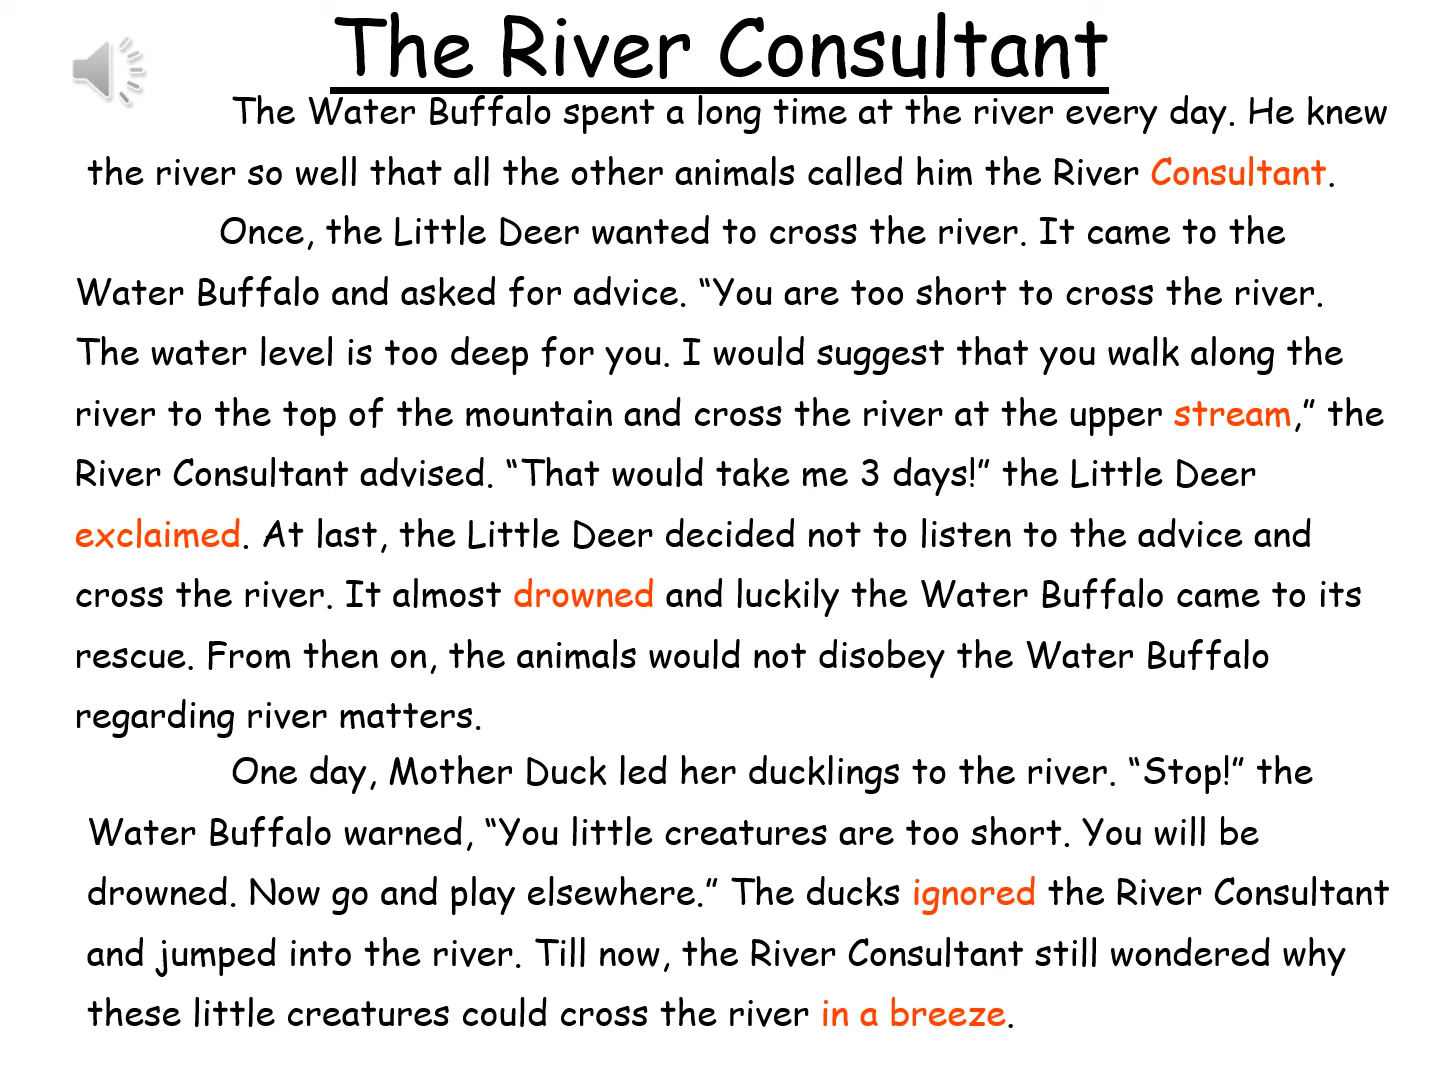 The River Consultant
The Water Buffalo spent a long time at the river every day. He knew
the river so well that all the other animals called him the River Consultant.
Once, the Little Deer wanted to cross the river. It came to the
Water Buffalo and asked for advice. “You are too short to cross the river.
The water level is too deep for you. I would suggest that you walk along the
river to the top of the mountain and cross the river at the upper stream,” the
River Consultant advised. “That would take me 3 days!” the Little Deer
exclaimed. At last, the Little Deer decided not to listen to the advice and
cross the river. It almost drowned and luckily the Water Buffalo came to its
rescue. From then on, the animals would not disobey the Water Buffalo
regarding river matters.
One day, Mother Duck led her ducklings to the river. “Stop!” the
Water Buffalo warned, “You little creatures are too short. You will be
drowned. Now go and play elsewhere.” The ducks ignored the River Consultant
and jumped into the river. Till now, the River Consultant still wondered why
these little creatures could cross the river in a breeze.